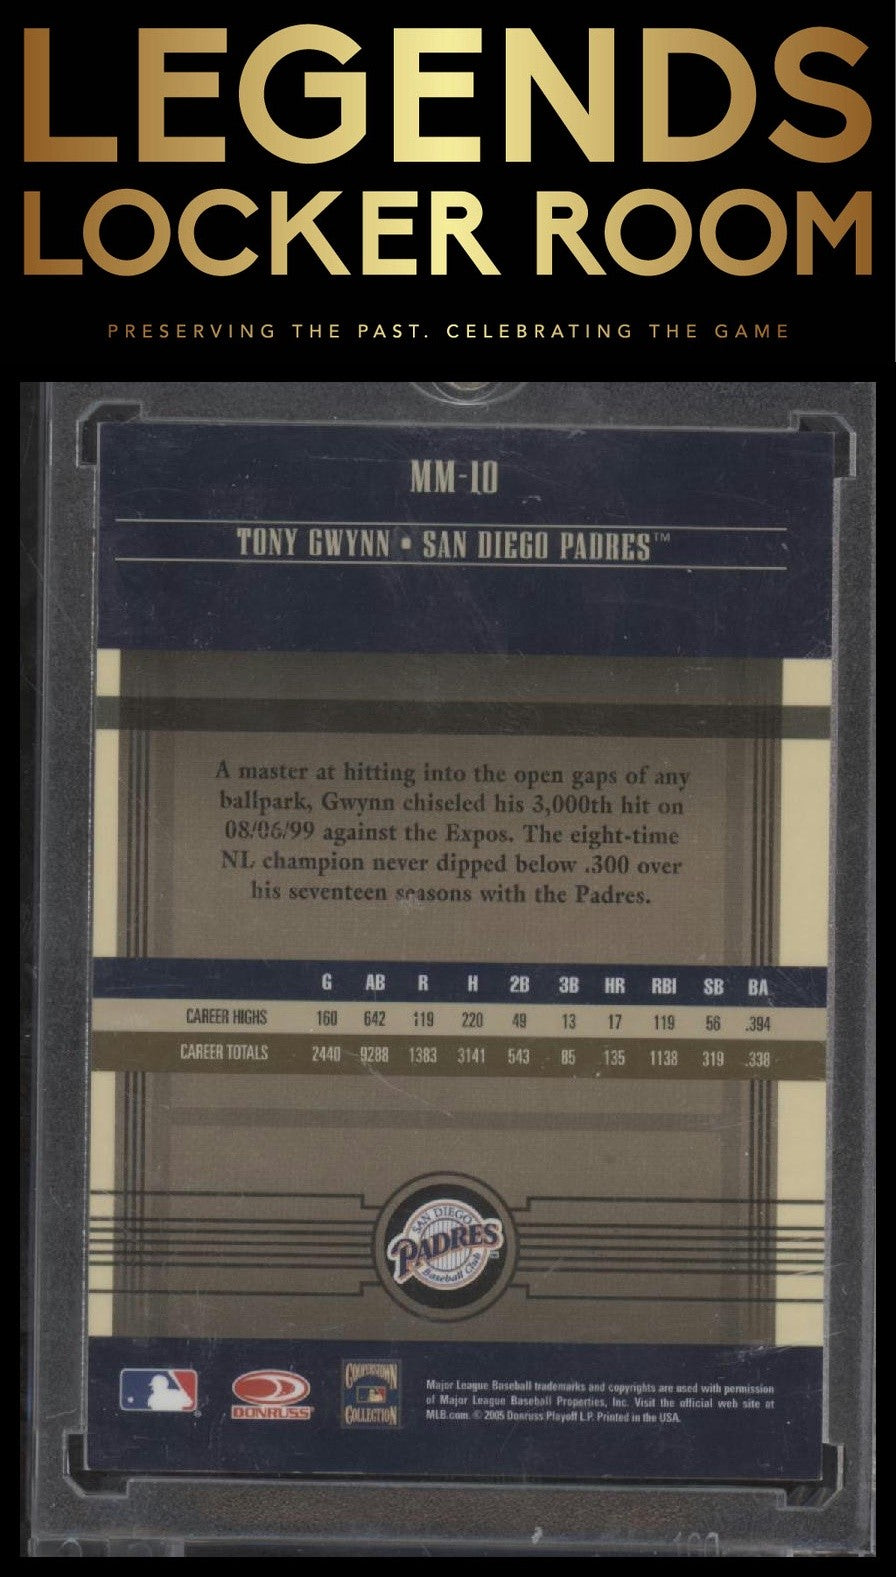 LEGENDS
LOCKER ROOM
PRESERVING THE PAST. CELEBRATING THE GAME
MM-10
TONY GWYNN • SAN DIEGO PADRES™
A master at hitting into the open gaps of any
ballpark, Gwynn chiseled his 3,000th hit on
08/06/99 against the Expos. The eight-time
NL champion never dipped below .300 over
his seventeen seasons with the Padres.
G AB R H 2B 3B HR RBI SB BA
CAREER HIGHS 160 642 119 220 49 13 17 119 56 .394
CAREER TOTALS 2440 9288 1383 3141 543 85 135 1138 319 .338
SAN DIEGO
PADRES
Baseball Club
DONRUSS
COOPERSTOWN
COLLECTION
Major League Baseball trademarks and copyrights are used with permission
of Major League Baseball Properties, Inc. Visit the official web site at
MLB.com. © 2005 Donruss Playoff L.P. Printed in the USA.